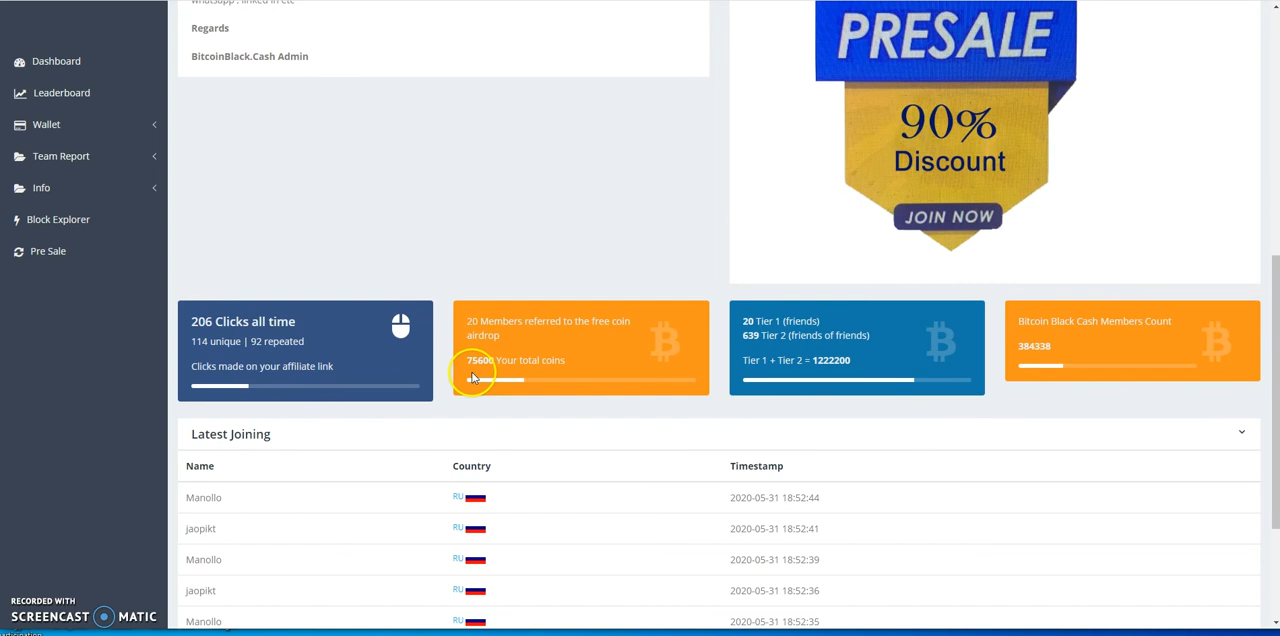 whatsapp , linked in etc
Regards
BitcoinBlack.Cash Admin
Dashboard
Leaderboard
Wallet
Team Report
Info
Block Explorer
Pre Sale
PRESALE
90%
Discount
JOIN NOW
206 Clicks all time
114 unique | 92 repeated
Clicks made on your affiliate link
20 Members referred to the free coin
airdrop
75600 Your total coins
20 Tier 1 (friends)
639 Tier 2 (friends of friends)
Tier 1 + Tier 2 = 1222200
Bitcoin Black Cash Members Count
384338
Latest Joining
Name Country Timestamp
Manollo RU 2020-05-31 18:52:44
jaopikt RU 2020-05-31 18:52:41
Manollo RU 2020-05-31 18:52:39
jaopikt RU 2020-05-31 18:52:36
Manollo RU 2020-05-31 18:52:35
RECORDED WITH
SCREENCAST MATIC